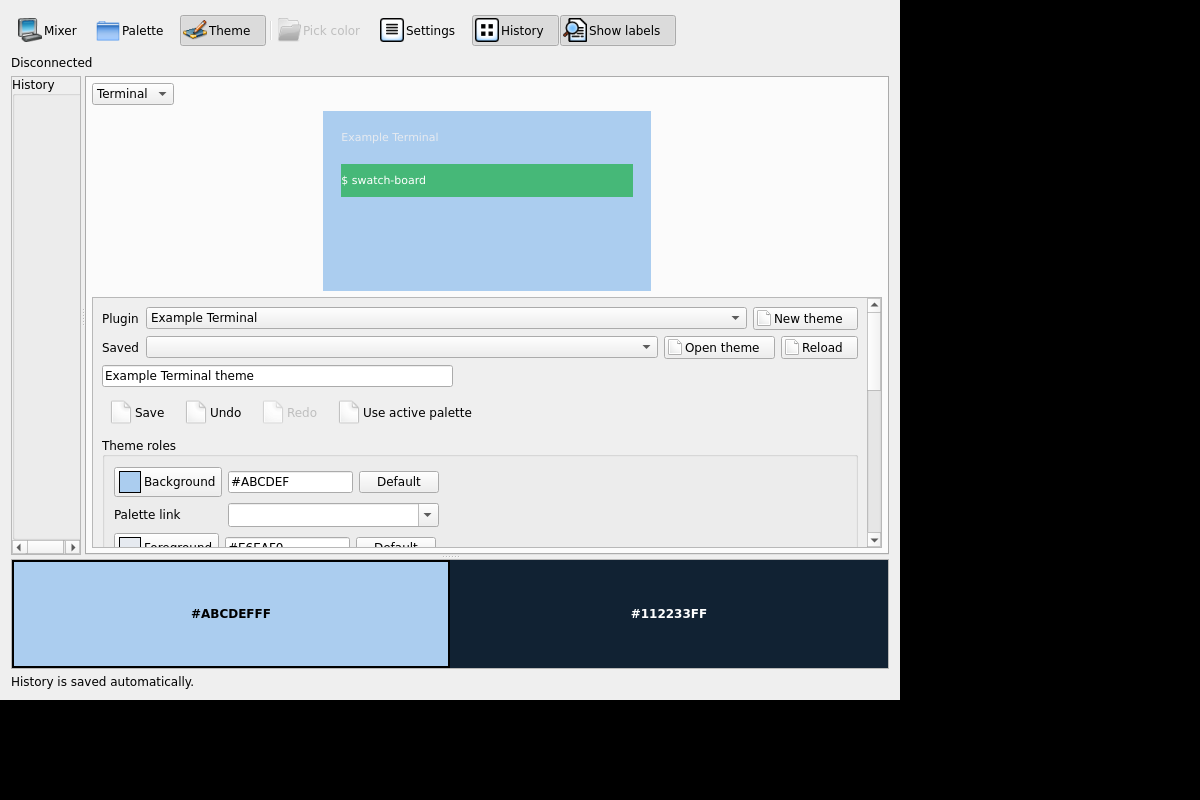 Mixer Palette Theme Pick color Settings History Show labels
Disconnected
History
Terminal
Example Terminal
$ swatch-board
Plugin Example Terminal New theme
Saved Open theme Reload
Example Terminal theme
Save Undo Redo Use active palette
Theme roles
Background #ABCDEF Default
Palette link
Foreground #E6EAF0 Default
#ABCDEFFF #112233FF
History is saved automatically.